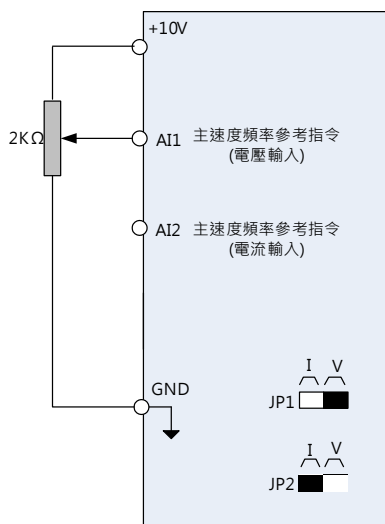 +10V
2KΩ
AI1 主速度頻率參考指令
(電壓輸入)
AI2 主速度頻率參考指令
(電流輸入)
GND
I V
JP1
I V
JP2